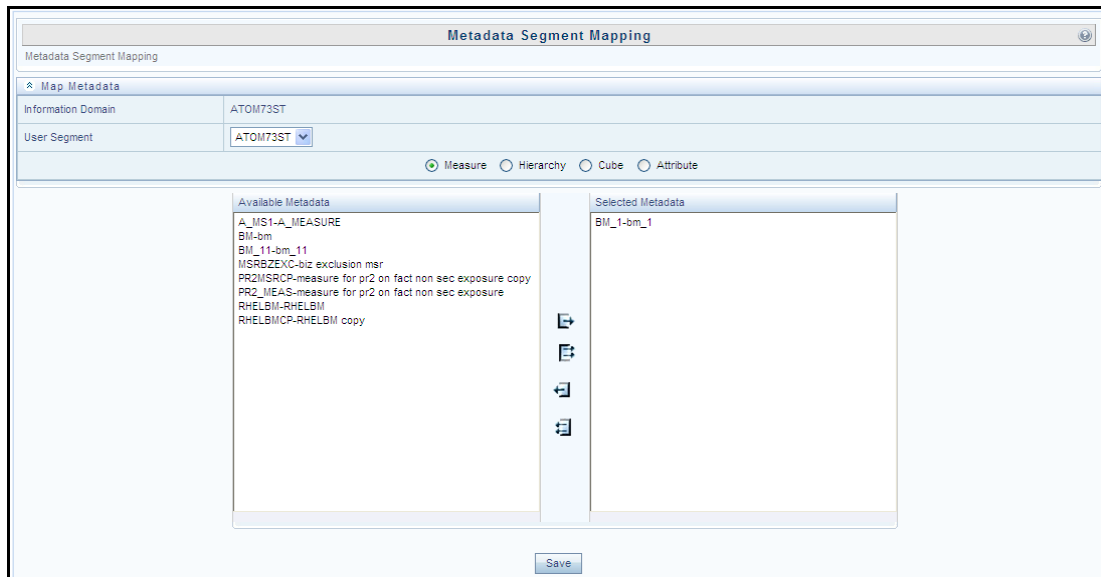 Metadata Segment Mapping
Metadata Segment Mapping
Map Metadata
Information Domain ATOM73ST
User Segment ATOM73ST
Measure Hierarchy Cube Attribute
Available Metadata
A_MS1-A_MEASURE
BM-bm
BM_11-bm_11
MSRBZEXC-biz exclusion msr
PR2MSRCP-measure for pr2 on fact non sec exposure copy
PR2_MEAS-measure for pr2 on fact non sec exposure
RHELBM-RHELBM
RHELBMCP-RHELBM copy
Selected Metadata
BM_1-bm_1
Save